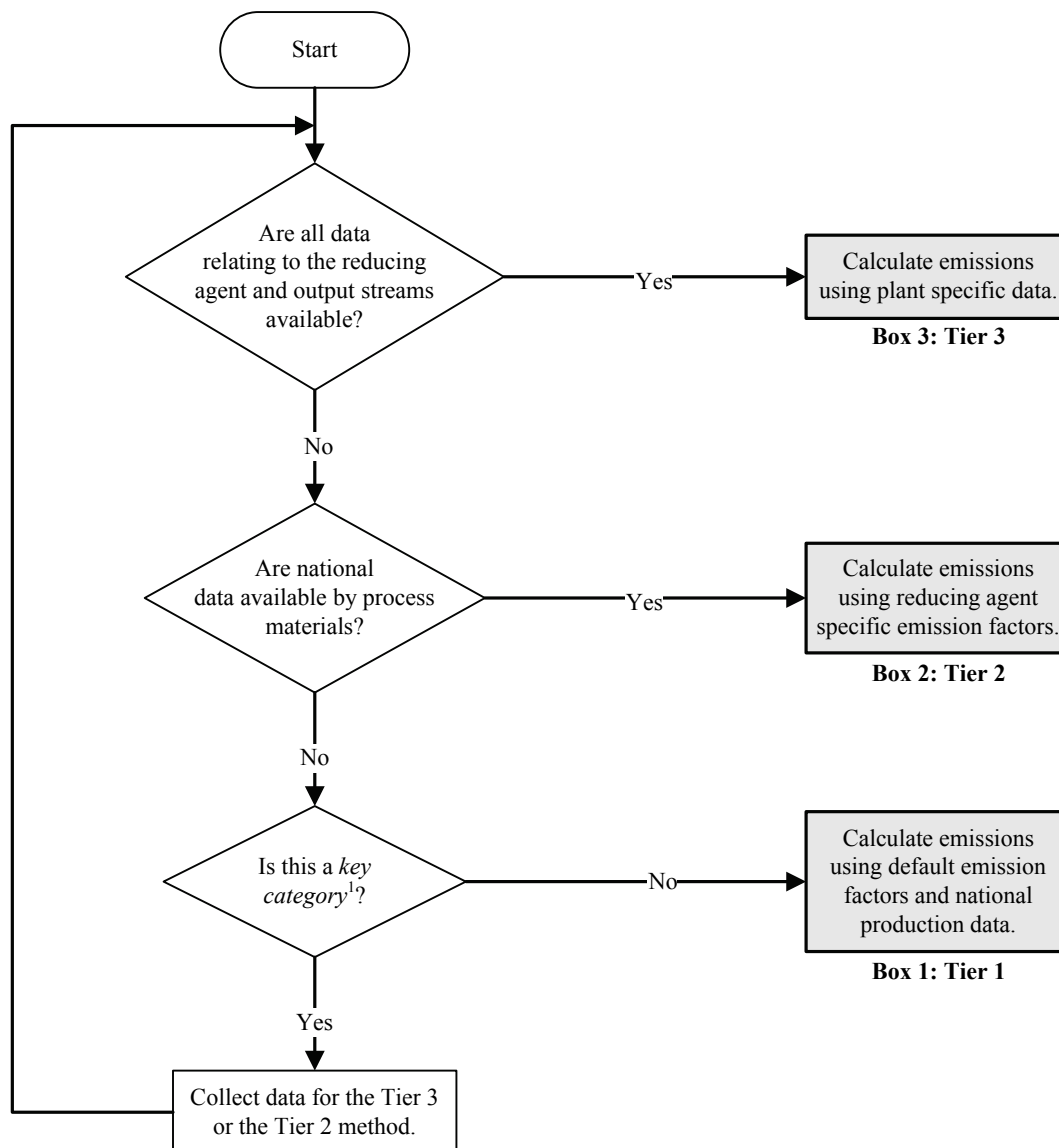 Start
Are all data
relating to the reducing
agent and output streams
available?
Yes
Calculate emissions
using plant specific data.
Box 3: Tier 3
No
Are national
data available by process
materials?
Yes
Calculate emissions
using reducing agent
specific emission factors.
Box 2: Tier 2
No
Is this a key
category1?
No
Calculate emissions
using default emission
factors and national
production data.
Box 1: Tier 1
Yes
Collect data for the Tier 3
or the Tier 2 method.